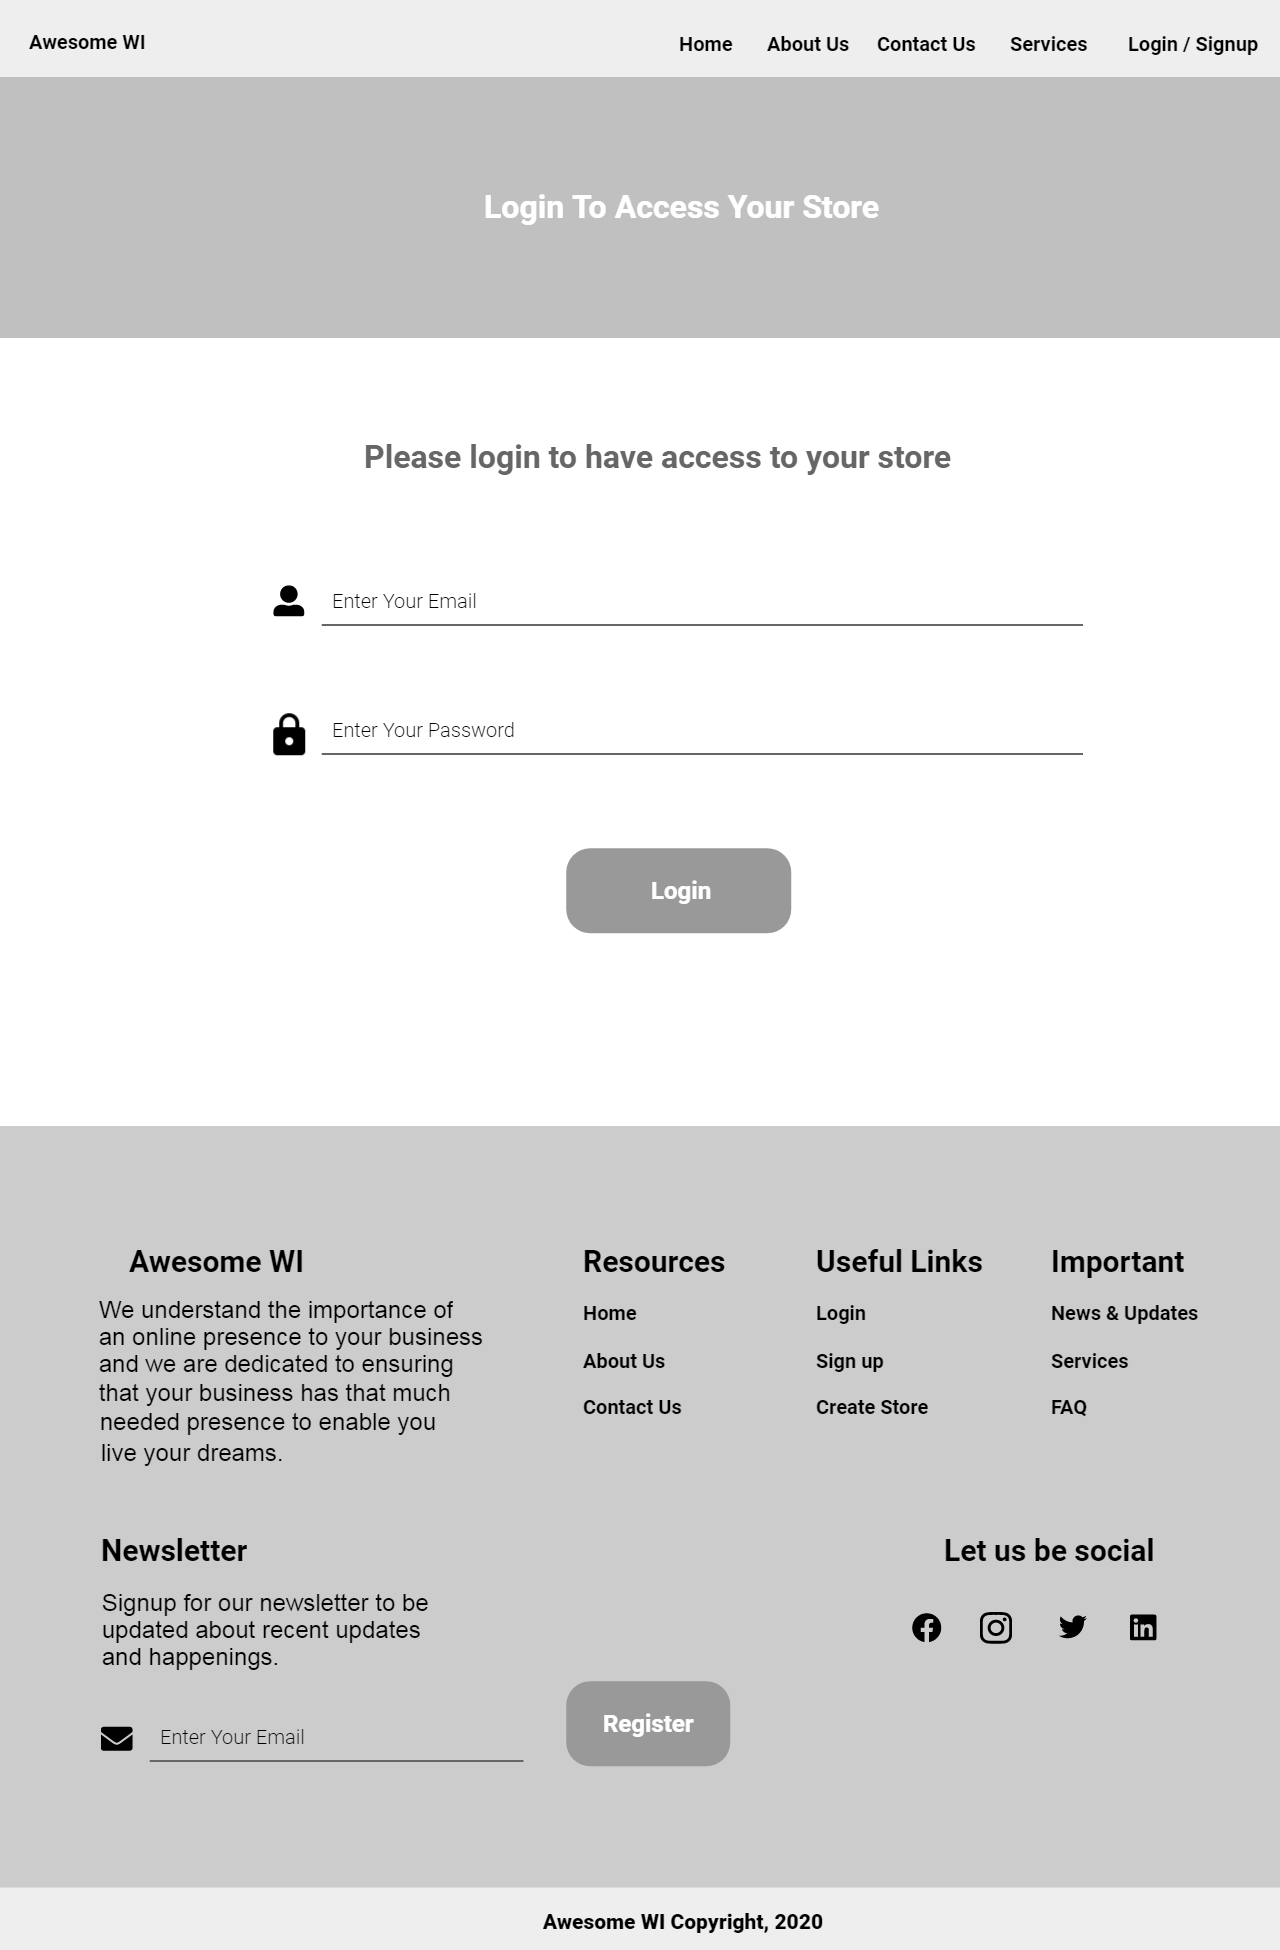 Awesome WI
Home About Us Contact Us Services Login / Signup
Login To Access Your Store
Please login to have access to your store
Enter Your Email
Enter Your Password
Login
Awesome WI
We understand the importance of
an online presence to your business
and we are dedicated to ensuring
that your business has that much
needed presence to enable you
live your dreams.
Resources
Home
About Us
Contact Us
Useful Links
Login
Sign up
Create Store
Important
News & Updates
Services
FAQ
Newsletter
Signup for our newsletter to be
updated about recent updates
and happenings.
Enter Your Email
Register
Let us be social
Awesome WI Copyright, 2020